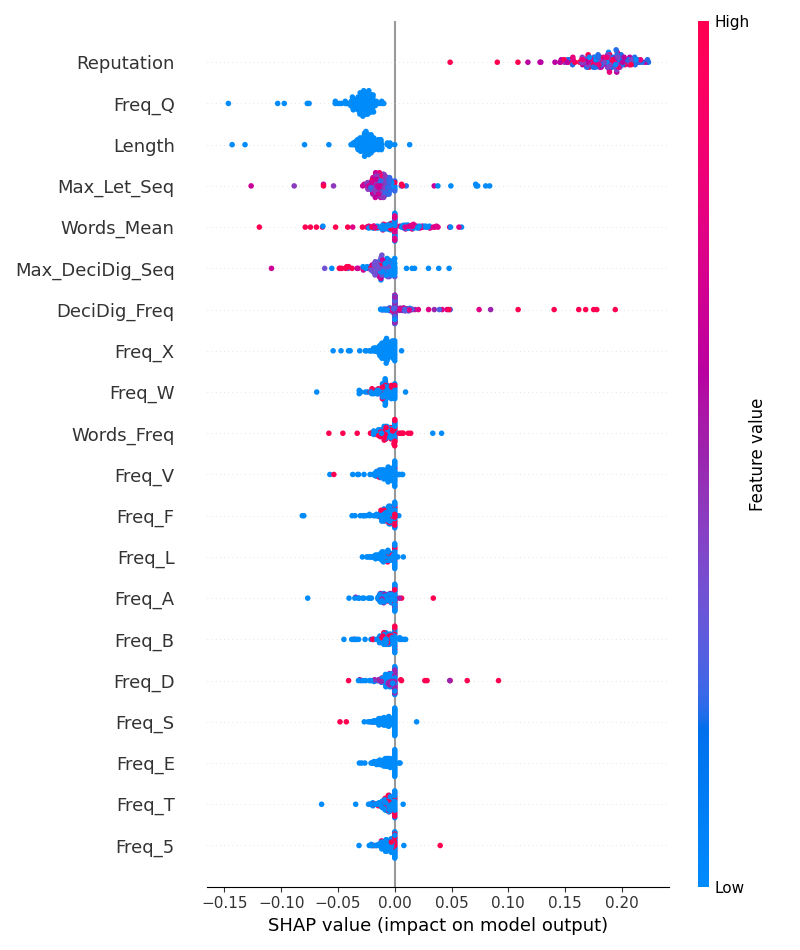 High
Reputation
Freq_Q
Length
Max_Let_Seq
Words_Mean
Max_DeciDig_Seq
DeciDig_Freq
Freq_X
Freq_W
Words_Freq
Freq_V
Freq_F
Freq_L
Freq_A
Freq_B
Freq_D
Freq_S
Freq_E
Freq_T
Freq_5
Feature value
Low
−0.15 −0.10 −0.05 0.00 0.05 0.10 0.15 0.20
SHAP value (impact on model output)